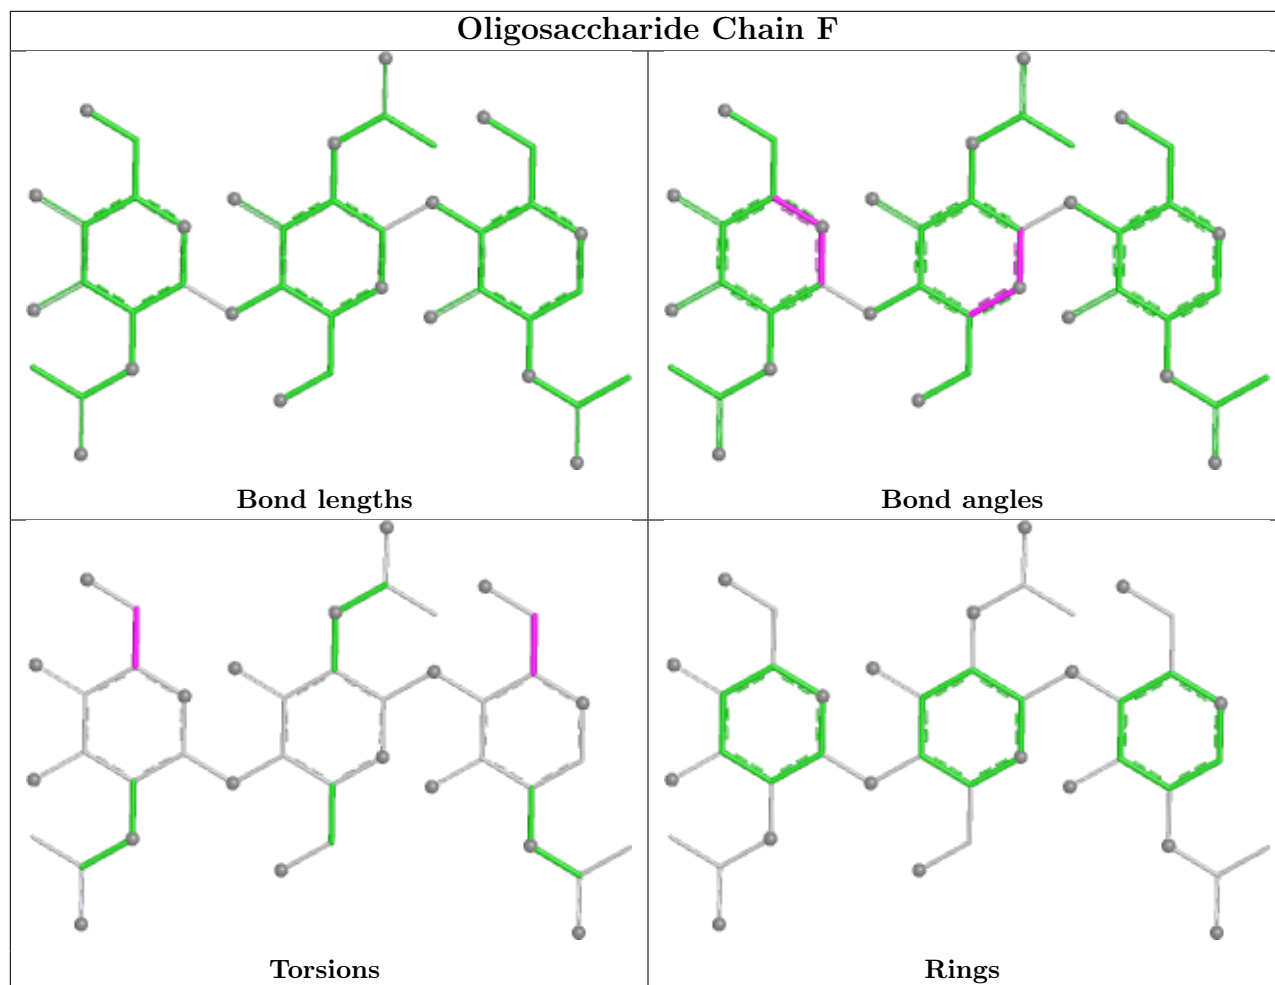 Oligosaccharide Chain F
Bond lengths
Bond angles
Torsions
Rings